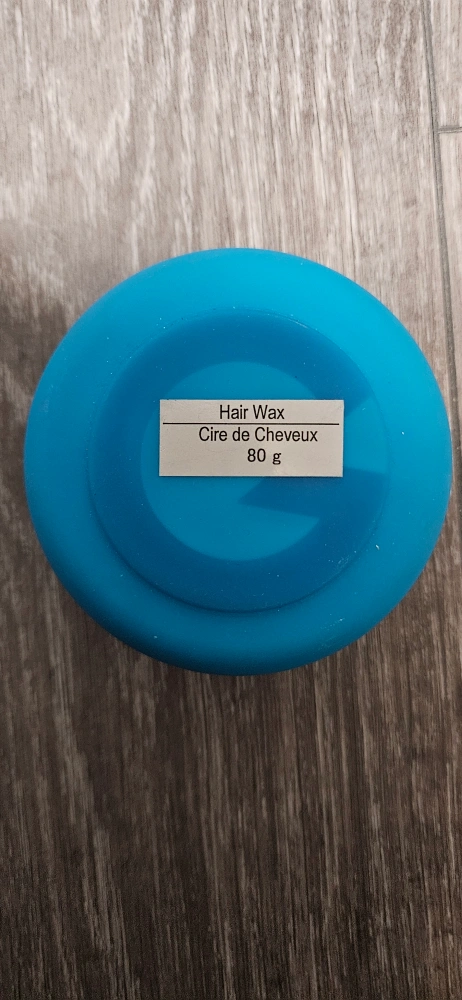 Hair Wax
Cire de Cheveux
80 g